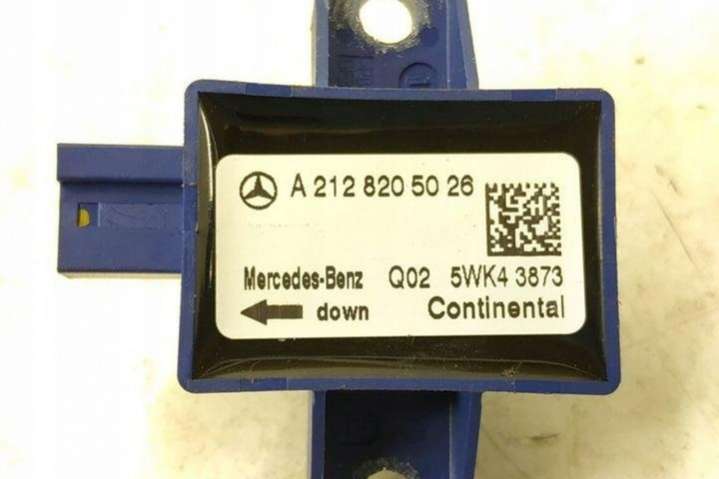 A 212 820 50 26
Mercedes-Benz Q02 5WK4 3873
down Continental